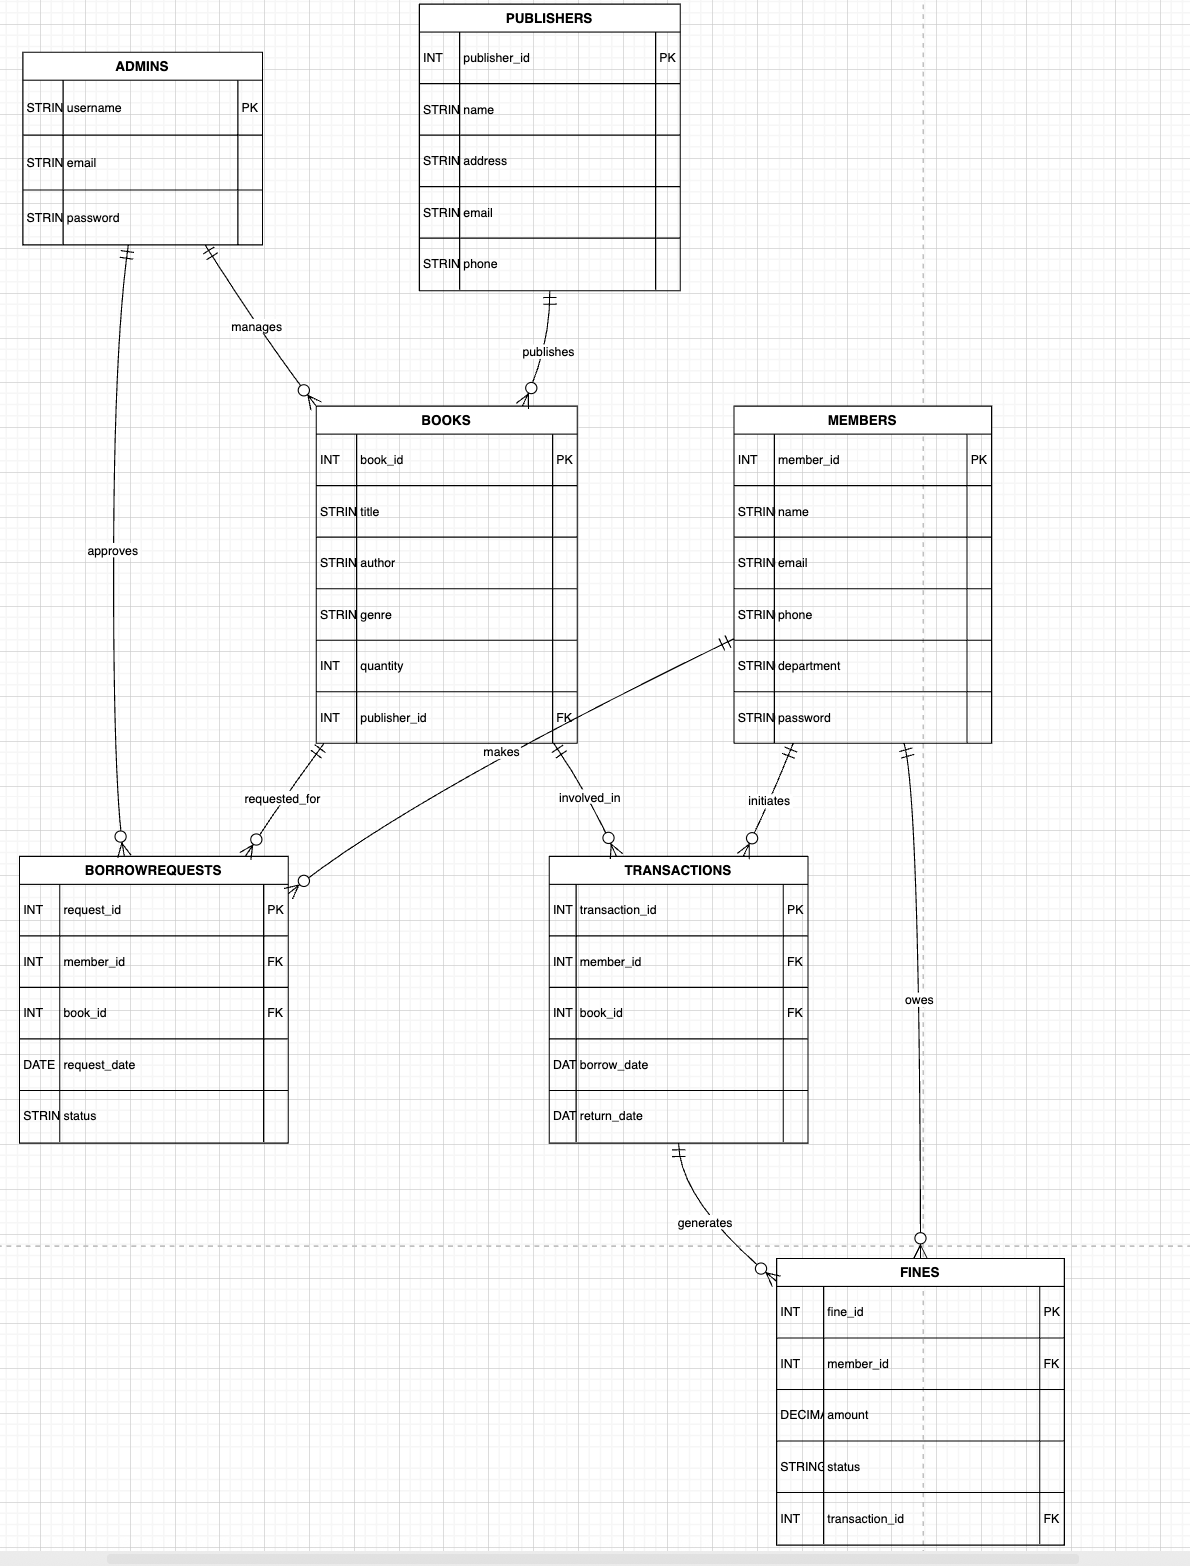 PUBLISHERS
INT publisher_id PK
STRIN name
STRIN address
STRIN email
STRIN phone
ADMINS
STRIN username PK
STRIN email
STRIN password
manages
publishes
approves
BOOKS
INT book_id PK
STRIN title
STRIN author
STRIN genre
INT quantity
INT publisher_id FK
MEMBERS
INT member_id PK
STRIN name
STRIN email
STRIN phone
STRIN department
STRIN password
makes
requested_for
involved_in
initiates
BORROWREQUESTS
INT request_id PK
INT member_id FK
INT book_id FK
DATE request_date
STRIN status
TRANSACTIONS
INT transaction_id PK
INT member_id FK
INT book_id FK
DAT borrow_date
DAT return_date
owes
generates
FINES
INT fine_id PK
INT member_id FK
DECIMA amount
STRING status
INT transaction_id FK